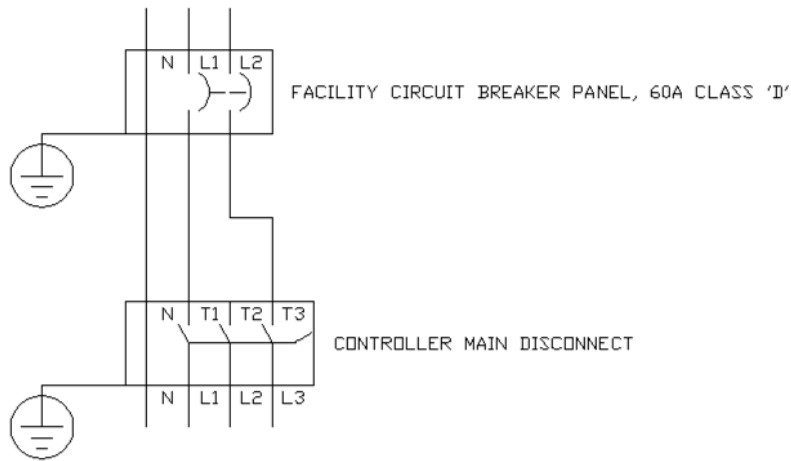 N L1 L2
FACILITY CIRCUIT BREAKER PANEL, 60A CLASS 'D'
N T1 T2 T3
CONTROLLER MAIN DISCONNECT
N L1 L2 L3